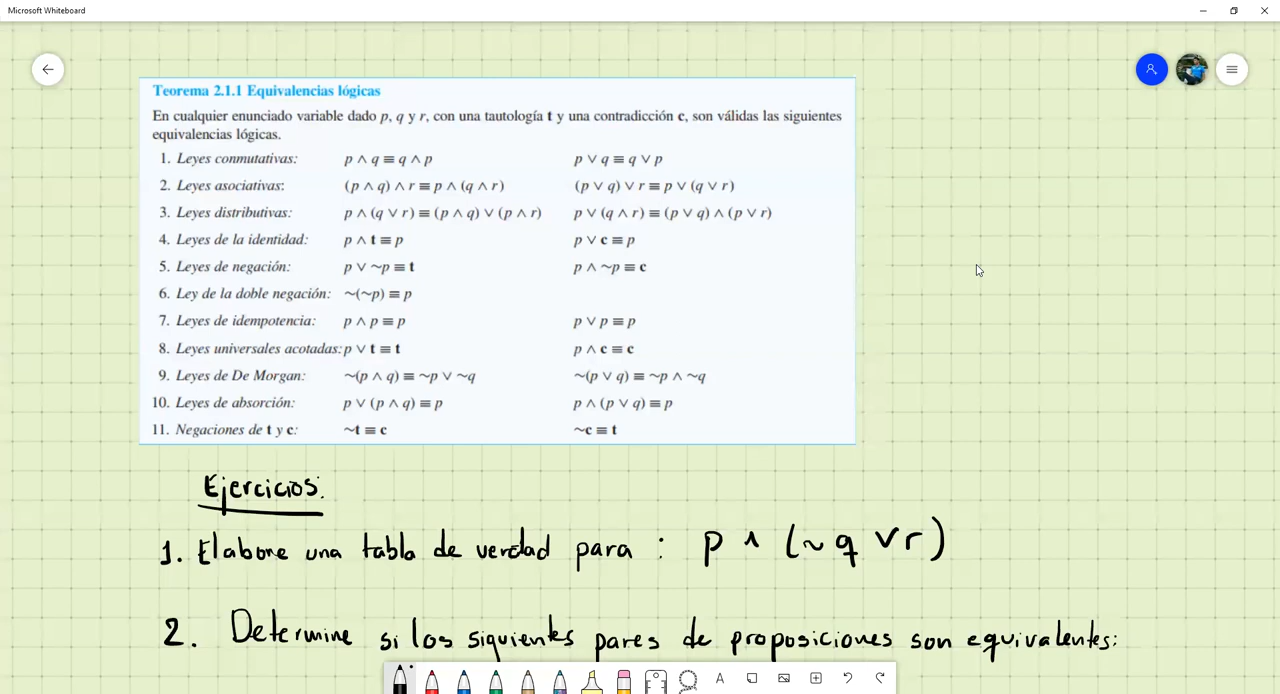 Microsoft Whiteboard
Teorema 2.1.1 Equivalencias lógicas
En cualquier enunciado variable dado p, q y r, con una tautología t y una contradicción c, son válidas las siguientes
equivalencias lógicas.
1. Leyes conmutativas: p ∧ q ≡ q ∧ p p ∨ q ≡ q ∨ p
2. Leyes asociativas: (p ∧ q) ∧ r ≡ p ∧ (q ∧ r) (p ∨ q) ∨ r ≡ p ∨ (q ∨ r)
3. Leyes distributivas: p ∧ (q ∨ r) ≡ (p ∧ q) ∨ (p ∧ r) p ∨ (q ∧ r) ≡ (p ∨ q) ∧ (p ∨ r)
4. Leyes de la identidad: p ∧ t ≡ p p ∨ c ≡ p
5. Leyes de negación: p ∨ ~p ≡ t p ∧ ~p ≡ c
6. Ley de la doble negación: ~(~p) ≡ p
7. Leyes de idempotencia: p ∧ p ≡ p p ∨ p ≡ p
8. Leyes universales acotadas: p ∨ t ≡ t p ∧ c ≡ c
9. Leyes de De Morgan: ~(p ∧ q) ≡ ~p ∨ ~q ~(p ∨ q) ≡ ~p ∧ ~q
10. Leyes de absorción: p ∨ (p ∧ q) ≡ p p ∧ (p ∨ q) ≡ p
11. Negaciones de t y c: ~t ≡ c ~c ≡ t
Ejercicios:
1. Elabore una tabla de verdad para : p ∧ (~q ∨ r)
2. Determine si los siguientes pares de proposiciones son equivalentes:
A